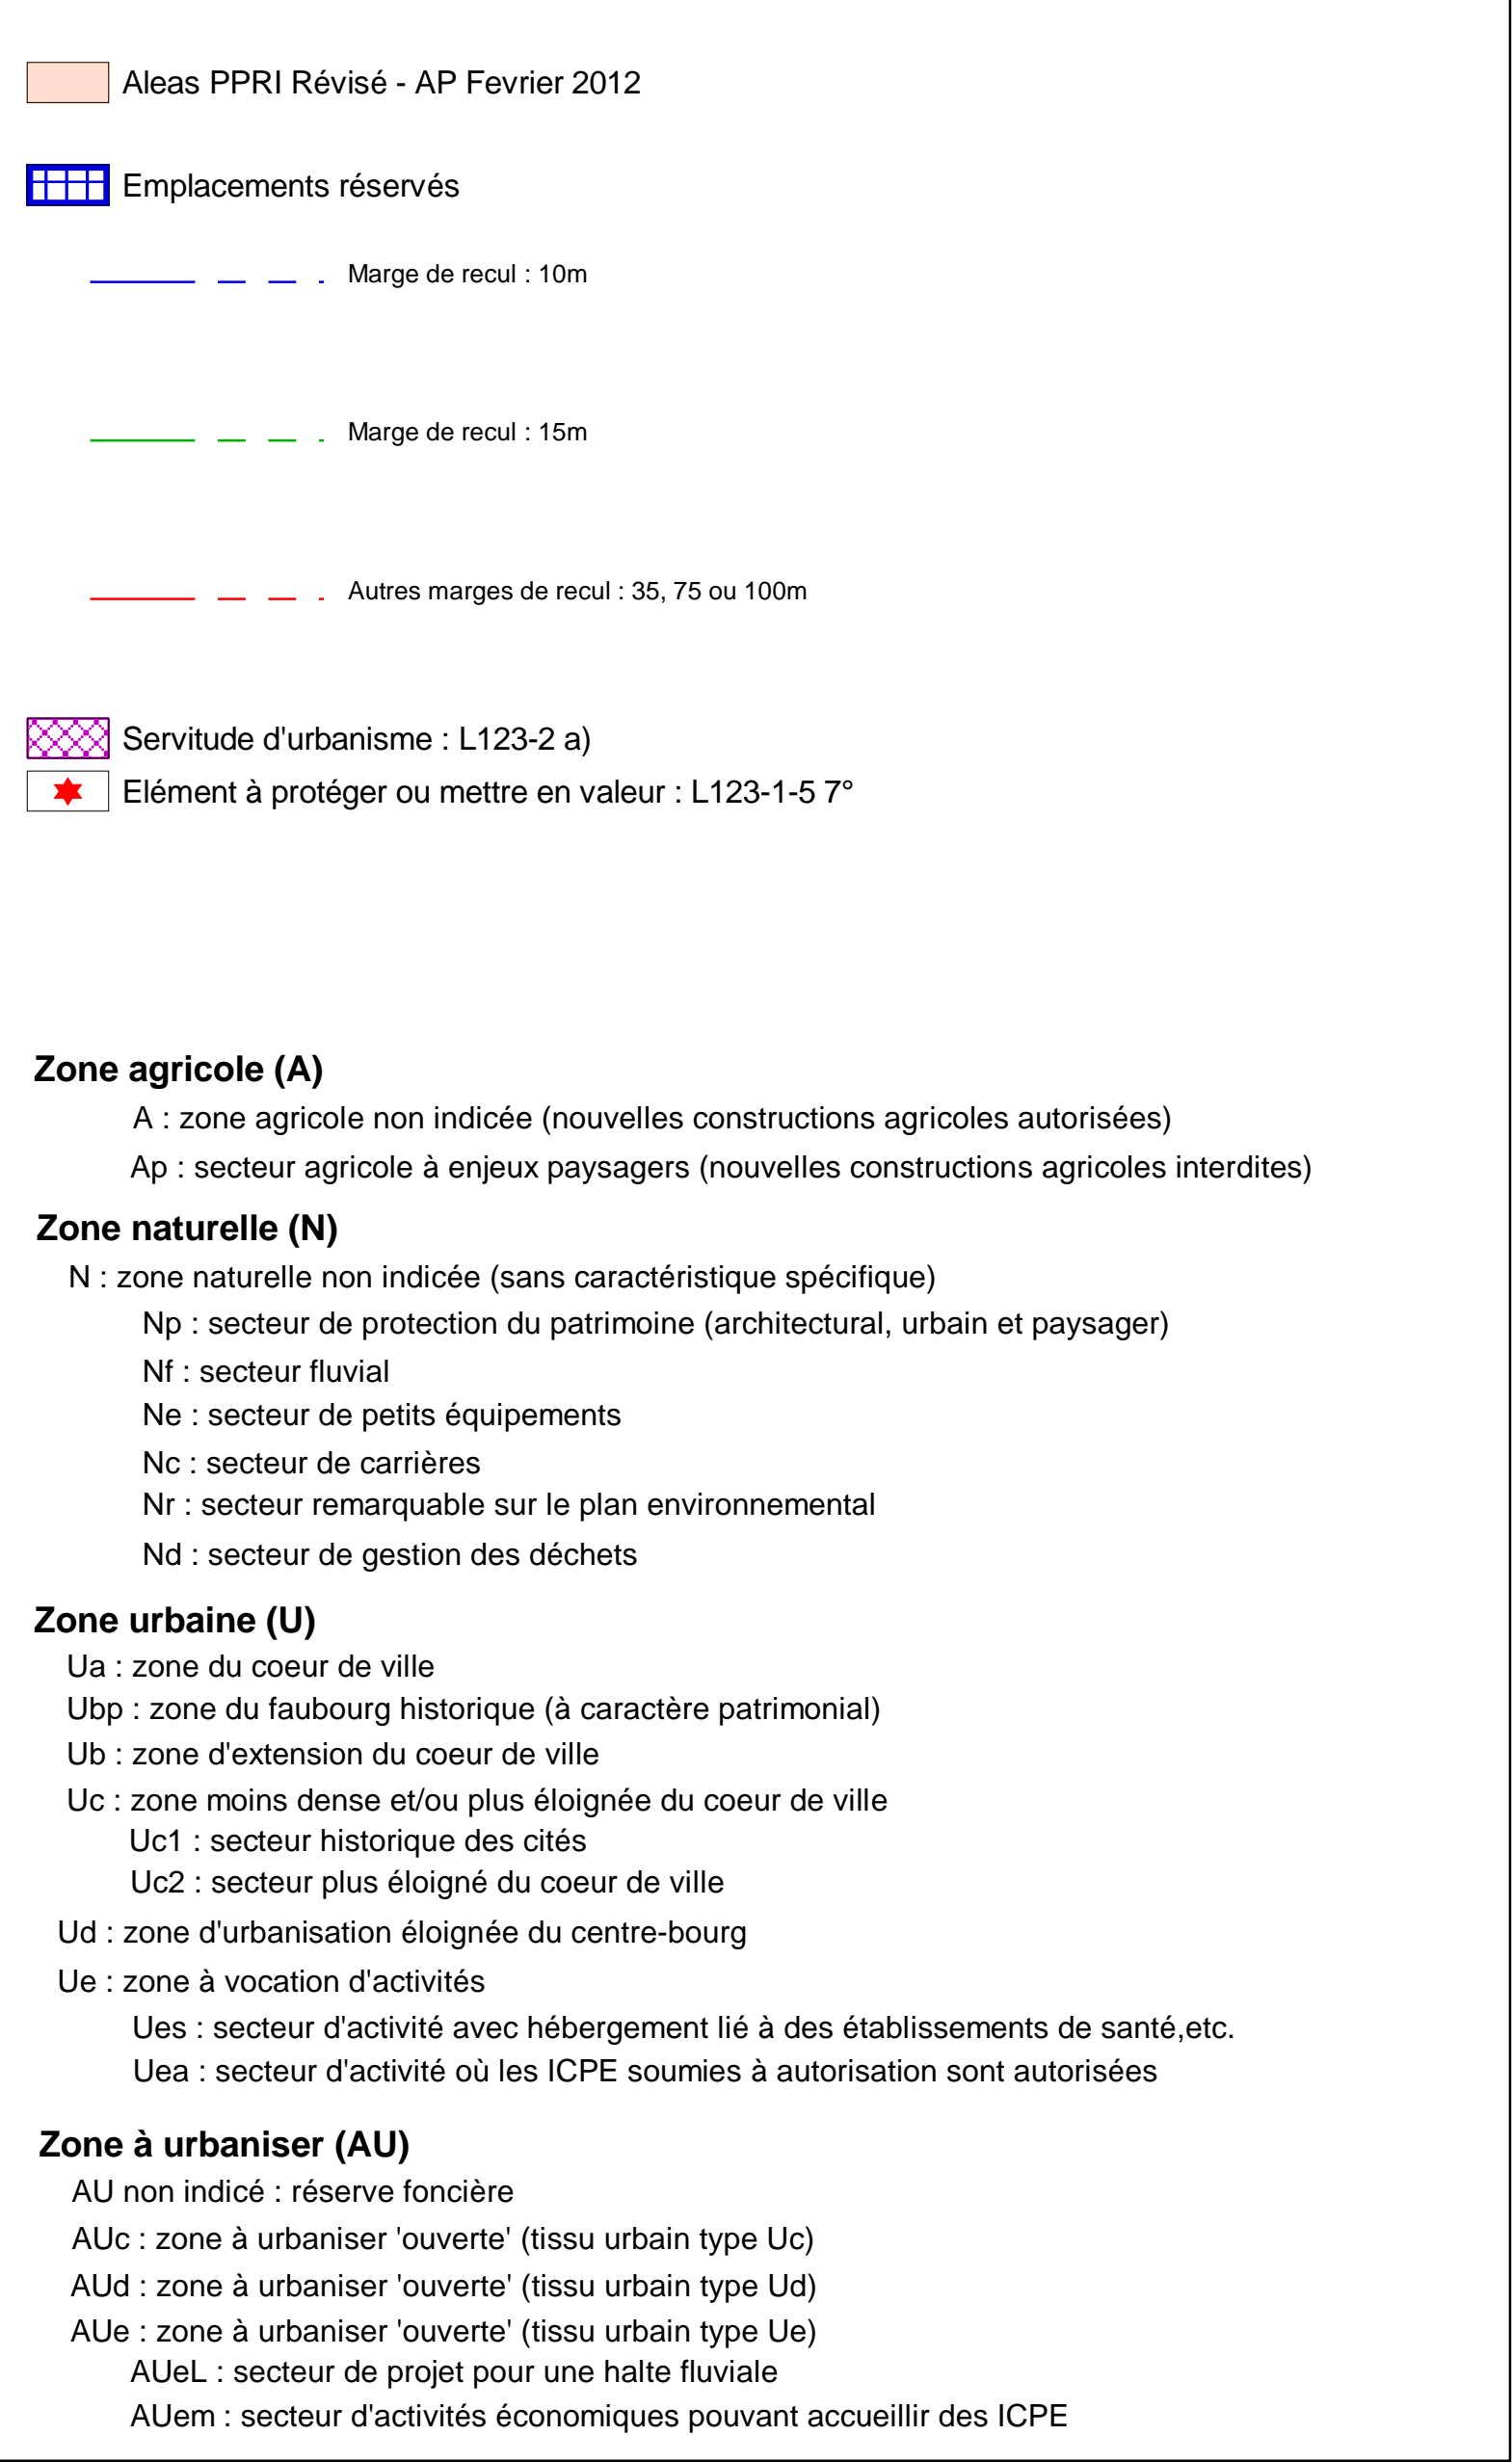 Aleas PPRI Révisé - AP Fevrier 2012
Emplacements réservés
Marge de recul : 10m
Marge de recul : 15m
Autres marges de recul : 35, 75 ou 100m
Servitude d'urbanisme : L123-2 a)
Elément à protéger ou mettre en valeur : L123-1-5 7°
Zone agricole (A)
A : zone agricole non indicée (nouvelles constructions agricoles autorisées)
Ap : secteur agricole à enjeux paysagers (nouvelles constructions agricoles interdites)
Zone naturelle (N)
N : zone naturelle non indicée (sans caractéristique spécifique)
Np : secteur de protection du patrimoine (architectural, urbain et paysager)
Nf : secteur fluvial
Ne : secteur de petits équipements
Nc : secteur de carrières
Nr : secteur remarquable sur le plan environnemental
Nd : secteur de gestion des déchets
Zone urbaine (U)
Ua : zone du coeur de ville
Ubp : zone du faubourg historique (à caractère patrimonial)
Ub : zone d'extension du coeur de ville
Uc : zone moins dense et/ou plus éloignée du coeur de ville
Uc1 : secteur historique des cités
Uc2 : secteur plus éloigné du coeur de ville
Ud : zone d'urbanisation éloignée du centre-bourg
Ue : zone à vocation d'activités
Ues : secteur d'activité avec hébergement lié à des établissements de santé,etc.
Uea : secteur d'activité où les ICPE soumies à autorisation sont autorisées
Zone à urbaniser (AU)
AU non indicé : réserve foncière
AUc : zone à urbaniser 'ouverte' (tissu urbain type Uc)
AUd : zone à urbaniser 'ouverte' (tissu urbain type Ud)
AUe : zone à urbaniser 'ouverte' (tissu urbain type Ue)
AUeL : secteur de projet pour une halte fluviale
AUem : secteur d'activités économiques pouvant accueillir des ICPE